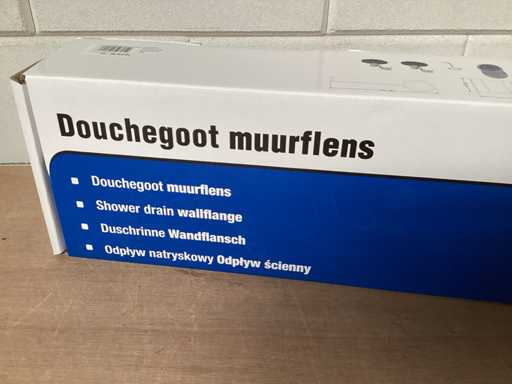 Douchegoot muurflens
Douchegoot muurflens
Shower drain wallflange
Duschrinne Wandflansch
Odpływ natryskowy Odpływ ścienny